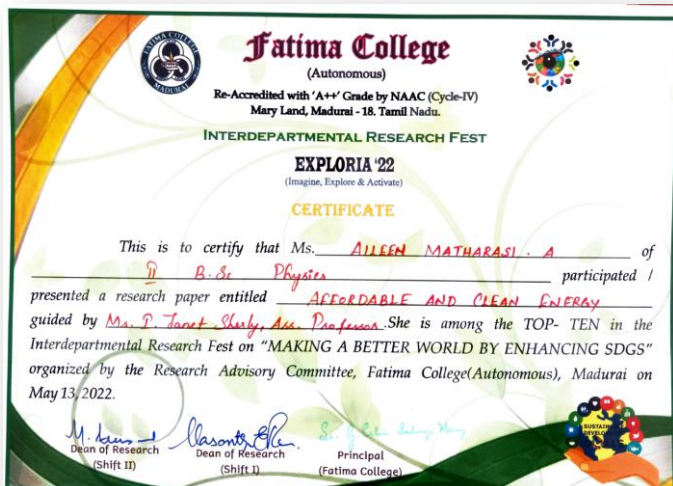 FATIMA COLLEGE
MADURAI
Fatima College
(Autonomous)
Re-Accredited with 'A++' Grade by NAAC (Cycle-IV)
Mary Land, Madurai - 18. Tamil Nadu.
INTERDEPARTMENTAL RESEARCH FEST
EXPLORIA '22
(Imagine, Explore & Activate)
CERTIFICATE
This is to certify that Ms. AILEEN MATHARASI . A of
II B.Sc Physics participated /
presented a research paper entitled AFFORDABLE AND CLEAN ENERGY
guided by Ms. P. Janet Sherly, Ass. Professor. She is among the TOP- TEN in the
Interdepartmental Research Fest on "MAKING A BETTER WORLD BY ENHANCING SDGS"
organized by the Research Advisory Committee, Fatima College(Autonomous), Madurai on
May 13, 2022.
Dean of Research
(Shift II)
Dean of Research
(Shift I)
Principal
(Fatima College)